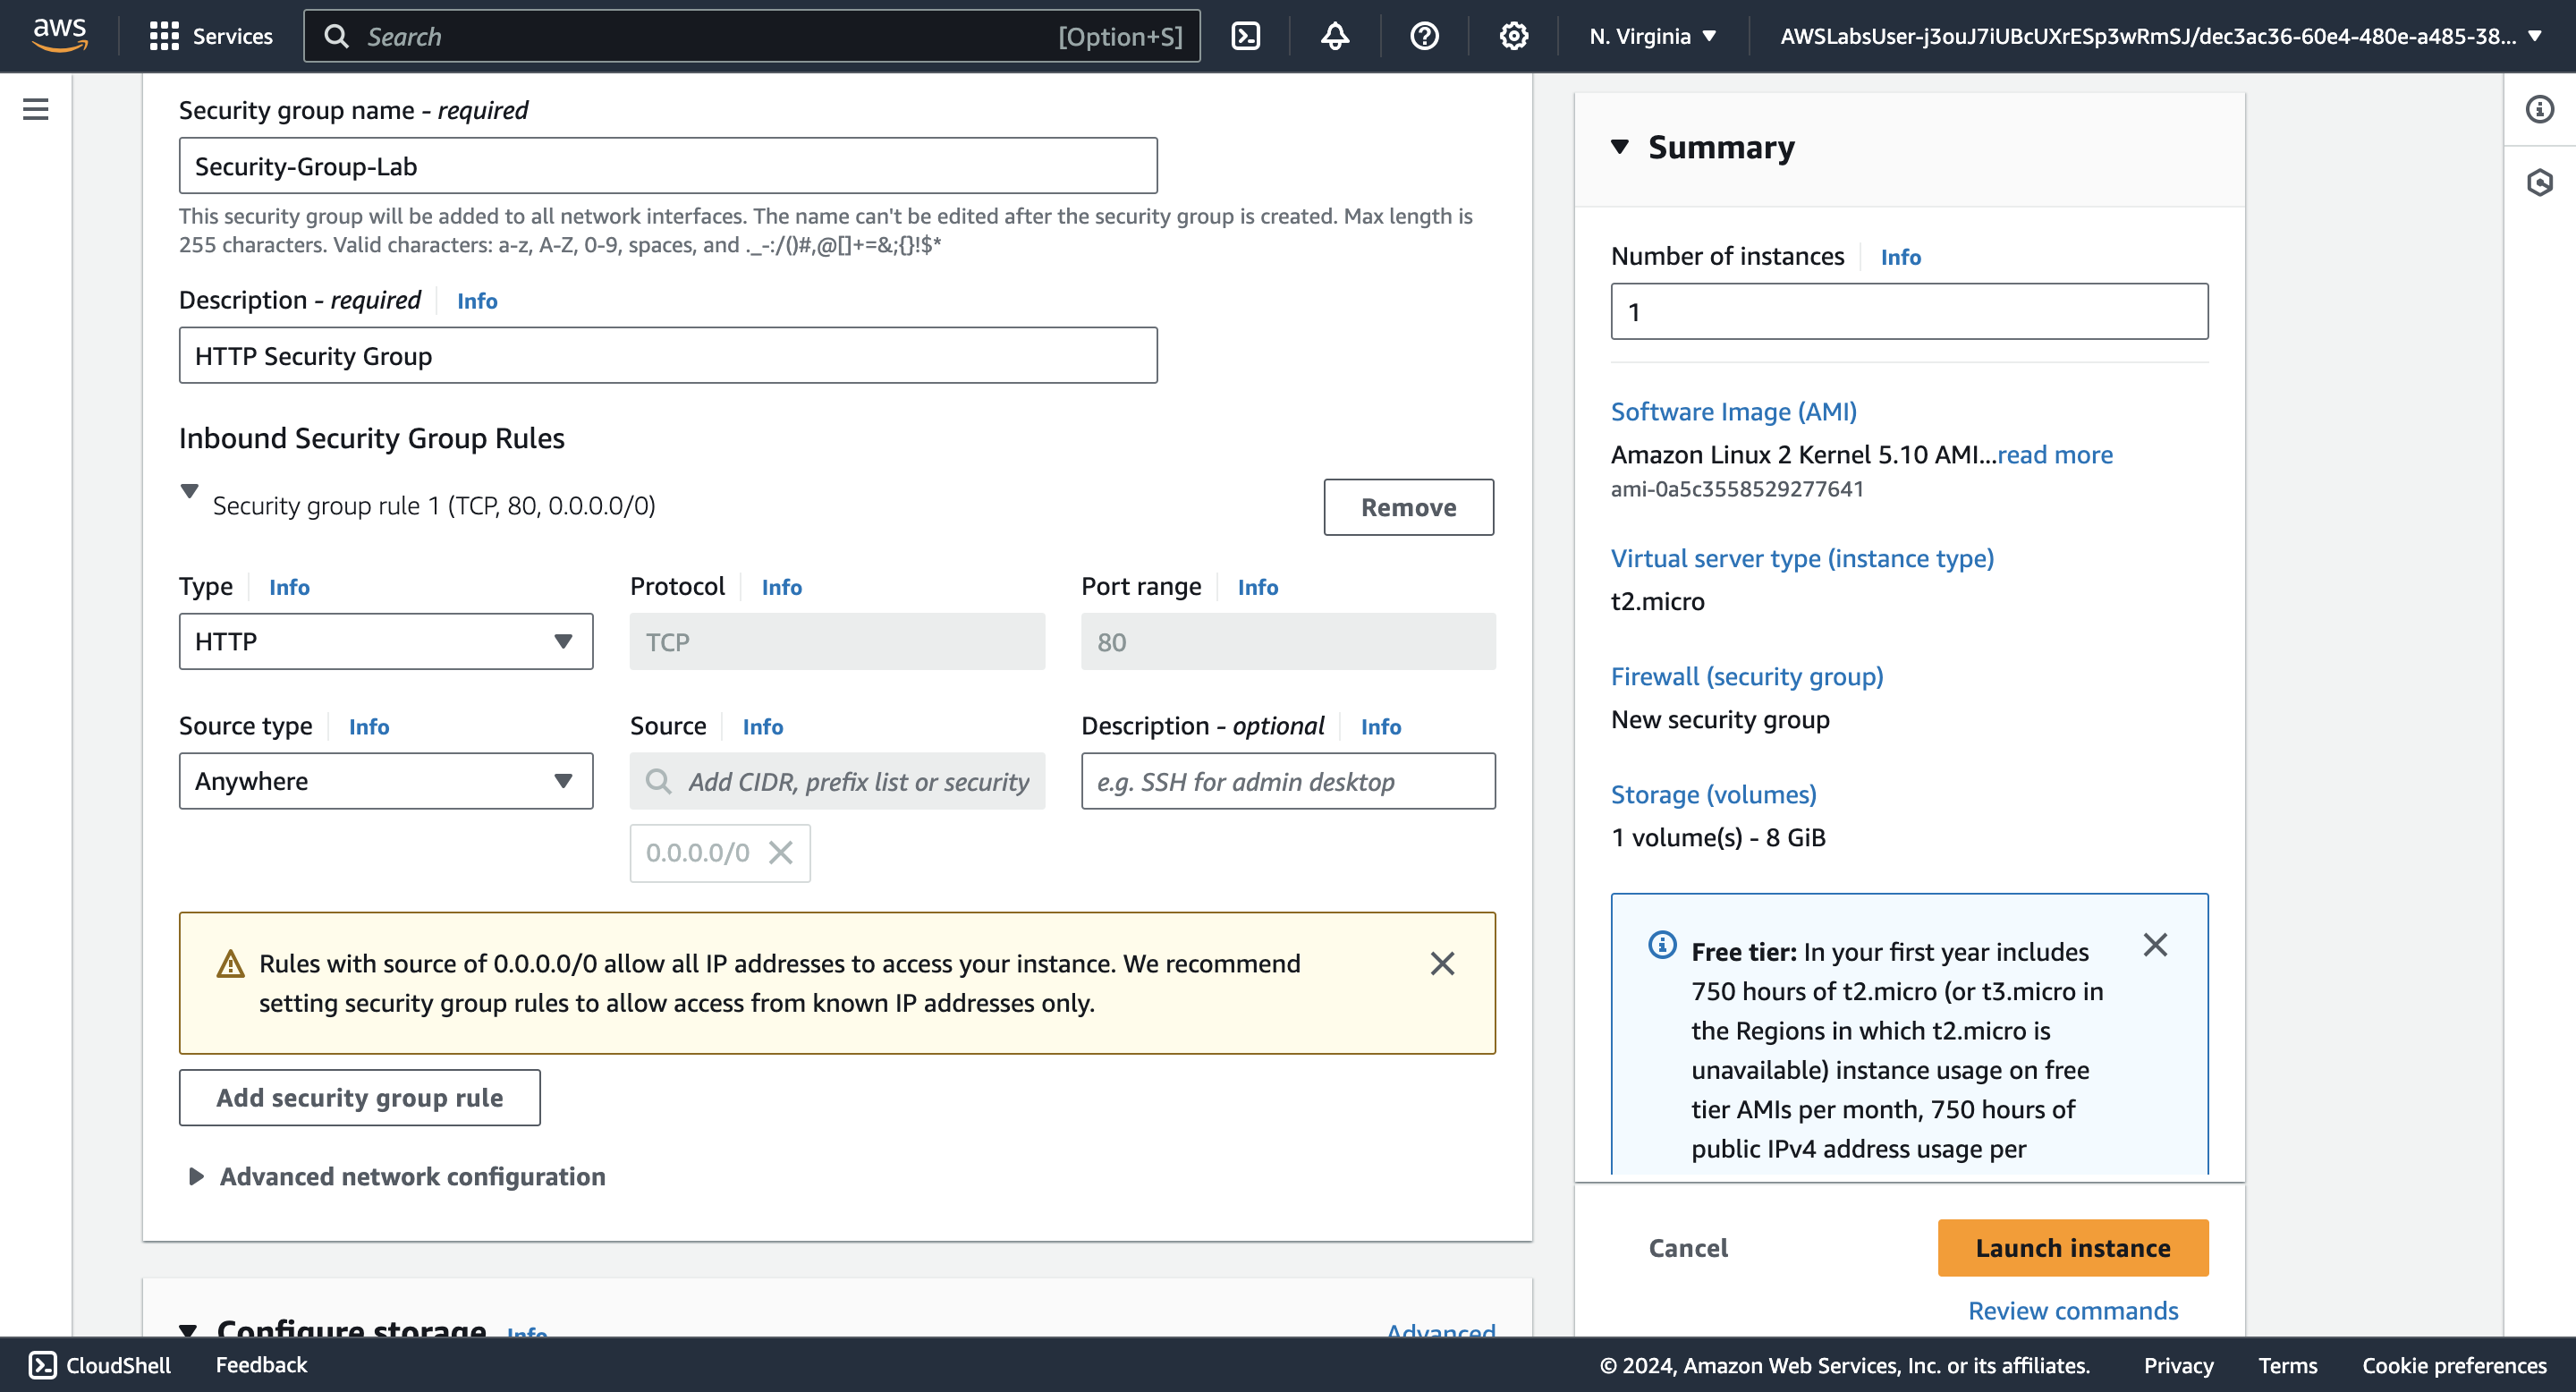 aws
Services
Search
[Option+S]
N. Virginia
AWSLabsUser-j3ouJ7iUBcUXrESp3wRmSJ/dec3ac36-60e4-480e-a485-38...
Security group name - required
Security-Group-Lab
This security group will be added to all network interfaces. The name can't be edited after the security group is created. Max length is
255 characters. Valid characters: a-z, A-Z, 0-9, spaces, and ._-:/()#,@[]+=&;{}!$*
Description - required
Info
HTTP Security Group
Inbound Security Group Rules
Security group rule 1 (TCP, 80, 0.0.0.0/0)
Remove
Type
Info
Protocol
Info
Port range
Info
HTTP
TCP
80
Source type
Info
Source
Info
Description - optional
Info
Anywhere
Add CIDR, prefix list or security
e.g. SSH for admin desktop
0.0.0.0/0
Rules with source of 0.0.0.0/0 allow all IP addresses to access your instance. We recommend
setting security group rules to allow access from known IP addresses only.
Add security group rule
Advanced network configuration
Configure storage
Info
Advanced
Summary
Number of instances
Info
1
Software Image (AMI)
Amazon Linux 2 Kernel 5.10 AMI...read more
ami-0a5c3558529277641
Virtual server type (instance type)
t2.micro
Firewall (security group)
New security group
Storage (volumes)
1 volume(s) - 8 GiB
Free tier: In your first year includes
750 hours of t2.micro (or t3.micro in
the Regions in which t2.micro is
unavailable) instance usage on free
tier AMIs per month, 750 hours of
public IPv4 address usage per
Cancel
Launch instance
Review commands
CloudShell
Feedback
© 2024, Amazon Web Services, Inc. or its affiliates.
Privacy
Terms
Cookie preferences